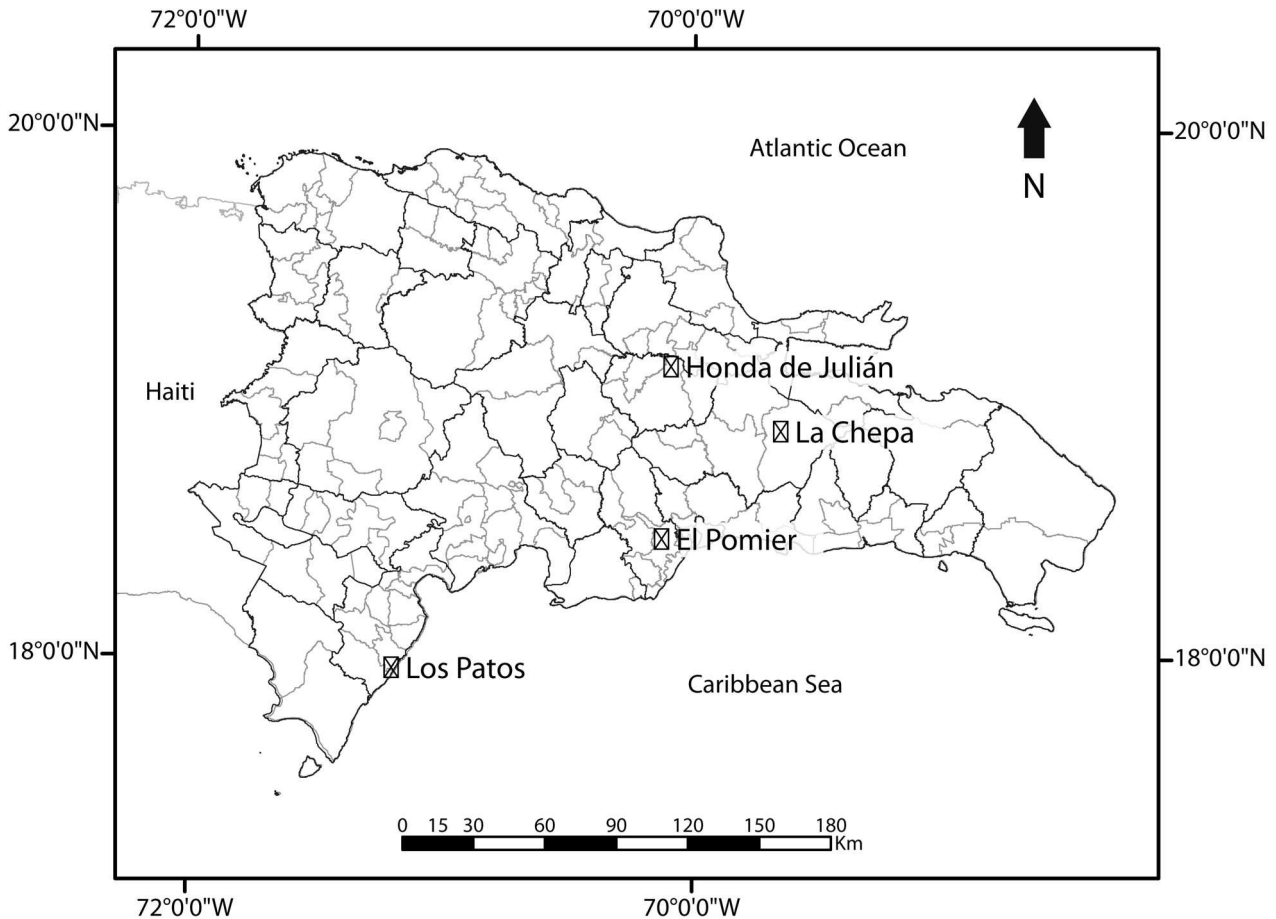 72°0'0"W 70°0'0"W
20°0'0"N 20°0'0"N
Atlantic Ocean
N
Honda de Julián
Haiti
La Chepa
El Pomier
18°0'0"N 18°0'0"N
Los Patos
Caribbean Sea
0 15 30 60 90 120 150 180
Km
72°0'0"W 70°0'0"W